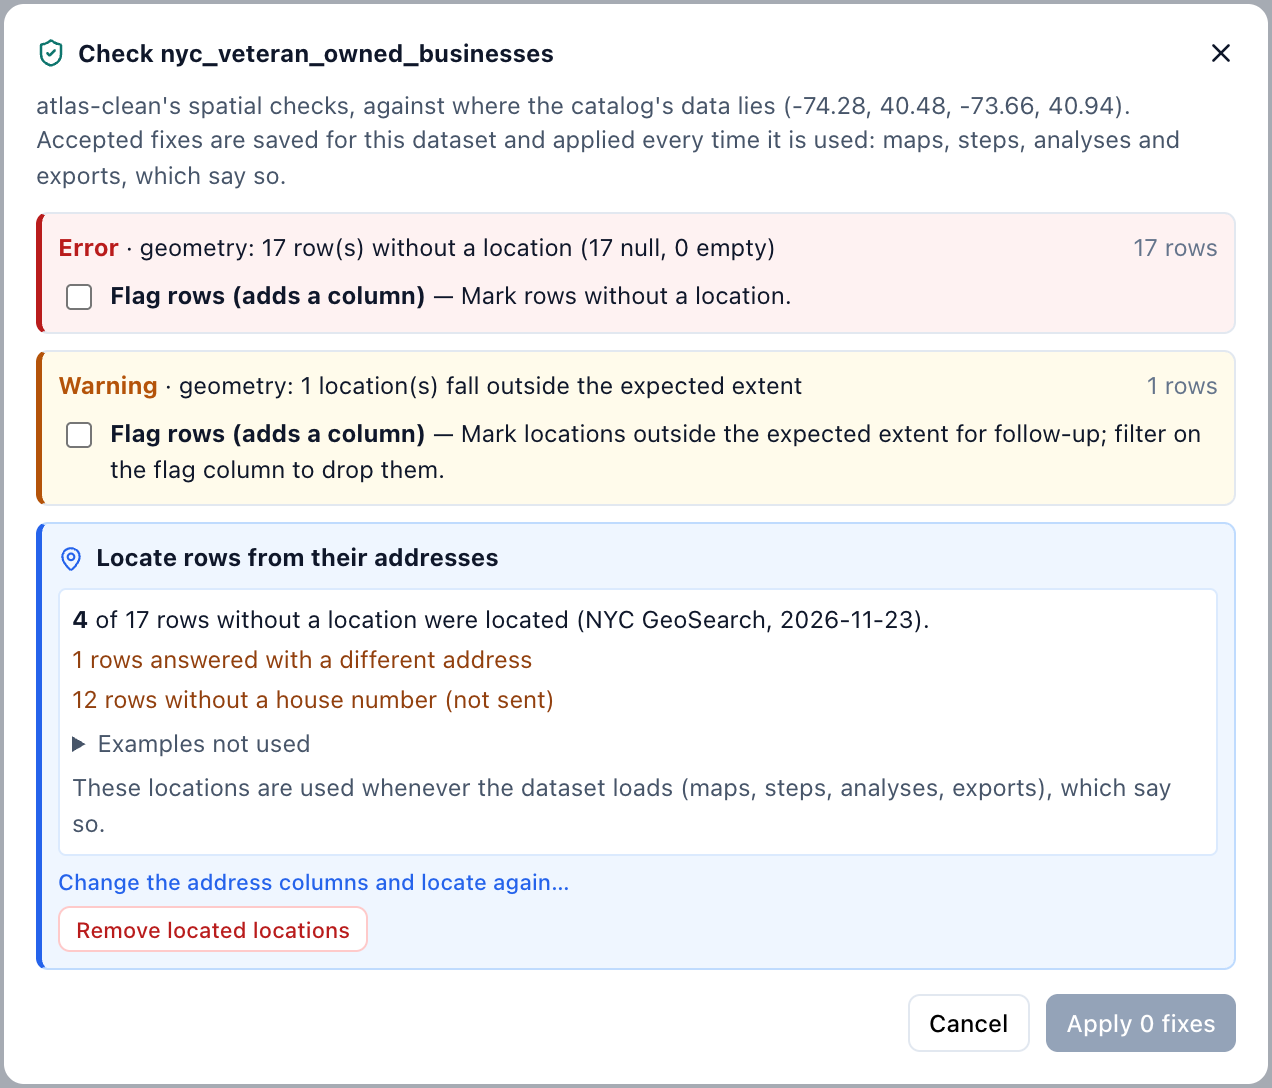 Check nyc_veteran_owned_businesses
atlas-clean's spatial checks, against where the catalog's data lies (-74.28, 40.48, -73.66, 40.94).
Accepted fixes are saved for this dataset and applied every time it is used: maps, steps, analyses and
exports, which say so.
Error · geometry: 17 row(s) without a location (17 null, 0 empty)
17 rows
Flag rows (adds a column) — Mark rows without a location.
Warning · geometry: 1 location(s) fall outside the expected extent
1 rows
Flag rows (adds a column) — Mark locations outside the expected extent for follow-up; filter on
the flag column to drop them.
Locate rows from their addresses
4 of 17 rows without a location were located (NYC GeoSearch, 2026-11-23).
1 rows answered with a different address
12 rows without a house number (not sent)
Examples not used
These locations are used whenever the dataset loads (maps, steps, analyses, exports), which say
so.
Change the address columns and locate again...
Remove located locations
Cancel
Apply 0 fixes